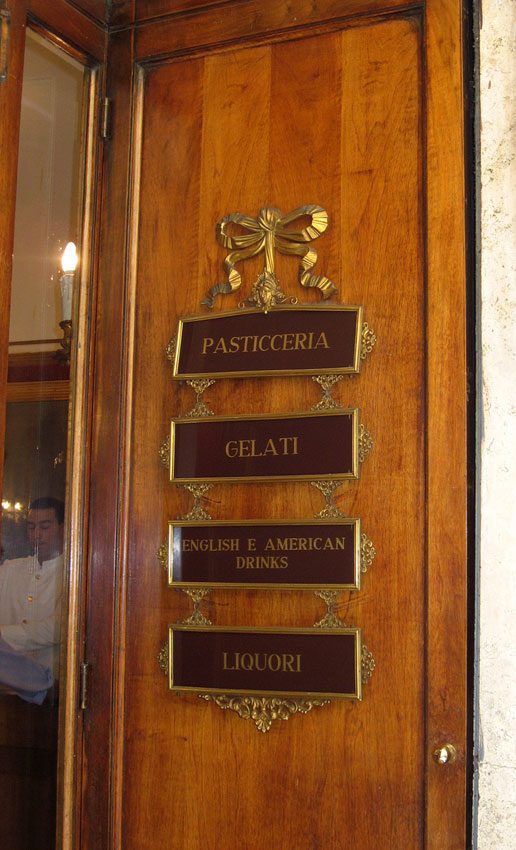 PASTICCERIA
GELATI
ENGLISH E AMERICAN
DRINKS
LIQUORI